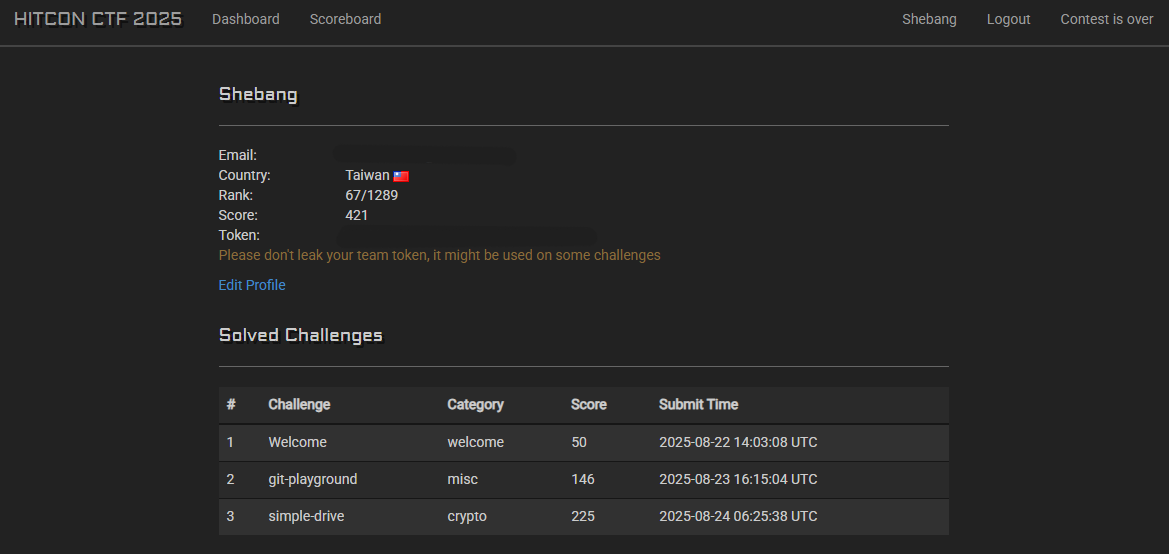 HITCON CTF 2025 Dashboard Scoreboard Shebang Logout Contest is over
Shebang
Email:
Country: Taiwan
Rank: 67/1289
Score: 421
Token:
Please don't leak your team token, it might be used on some challenges
Edit Profile
Solved Challenges
# Challenge Category Score Submit Time
1 Welcome welcome 50 2025-08-22 14:03:08 UTC
2 git-playground misc 146 2025-08-23 16:15:04 UTC
3 simple-drive crypto 225 2025-08-24 06:25:38 UTC